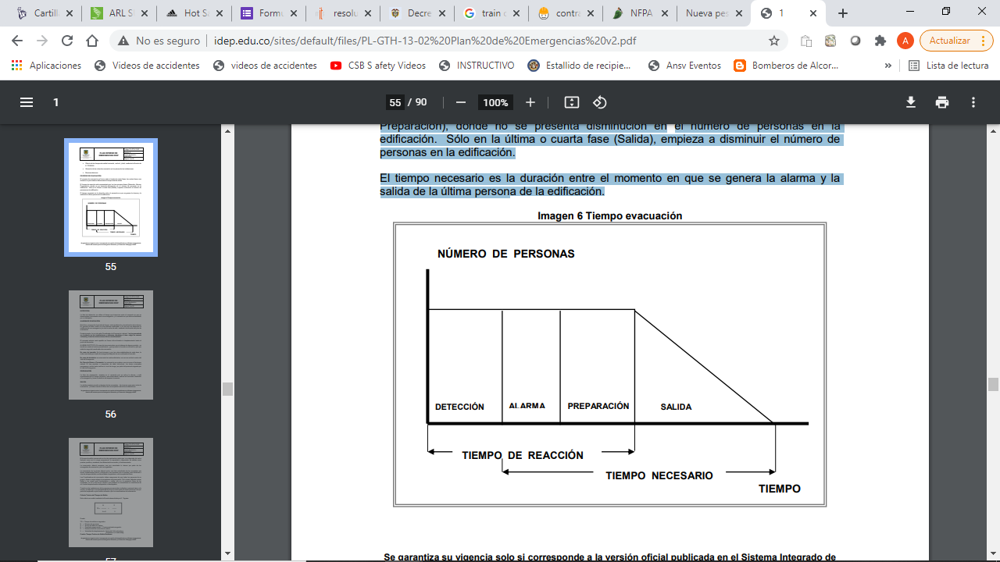 Cartilla
ARL S
Hot Sa
Formu
resolu
Decre
train c
contra
NFPA
Nueva pes
1
No es seguro | idep.edu.co/sites/default/files/PL-GTH-13-02%20Plan%20de%20Emergencias%20v2.pdf
A
Actualizar
Aplicaciones
Videos de accidentes
videos de accidentes
CSB S afety Videos
INSTRUCTIVO
Estallido de recipie...
Ansv Eventos
Bomberos de Alcor...
»
Lista de lectura
1
55 / 90
100%
Preparación), donde no se presenta disminución en el número de personas en la
edificación. Sólo en la última o cuarta fase (Salida), empieza a disminuir el número de
personas en la edificación.
El tiempo necesario es la duración entre el momento en que se genera la alarma y la
salida de la última persona de la edificación.
Imagen 6 Tiempo evacuación
NÚMERO DE PERSONAS
DETECCIÓN
ALARMA
PREPARACIÓN
SALIDA
TIEMPO DE REACCIÓN
TIEMPO NECESARIO
TIEMPO
Se garantiza su vigencia solo si corresponde a la versión oficial publicada en el Sistema Integrado de
55
56
57